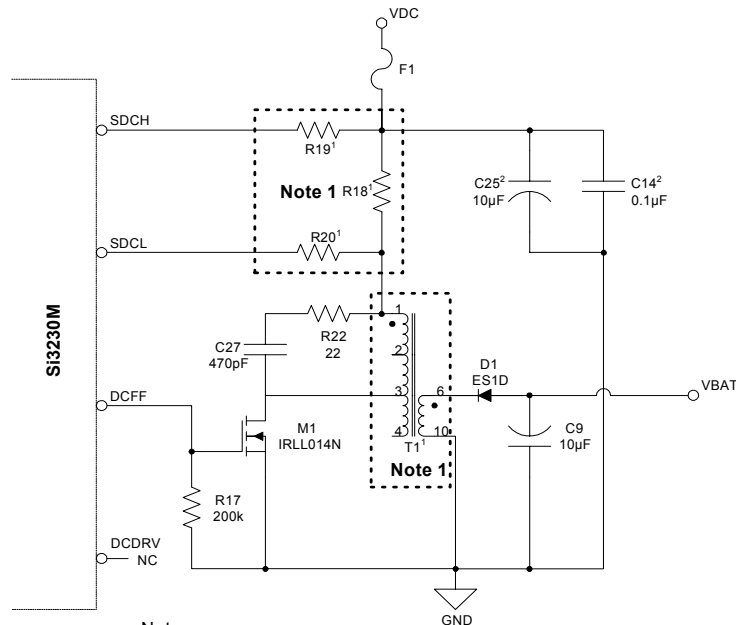 VDC
F1
SDCH
R19¹
Note 1
R18¹
C25²
10µF
C14²
0.1µF
SDCL
R20¹
Si3230M
C27
470pF
R22
22
1
2
3
4
6
10
T1¹
Note 1
D1
ES1D
VBAT
C9
10µF
DCFF
M1
IRLL014N
R17
200k
DCDRV
NC
GND